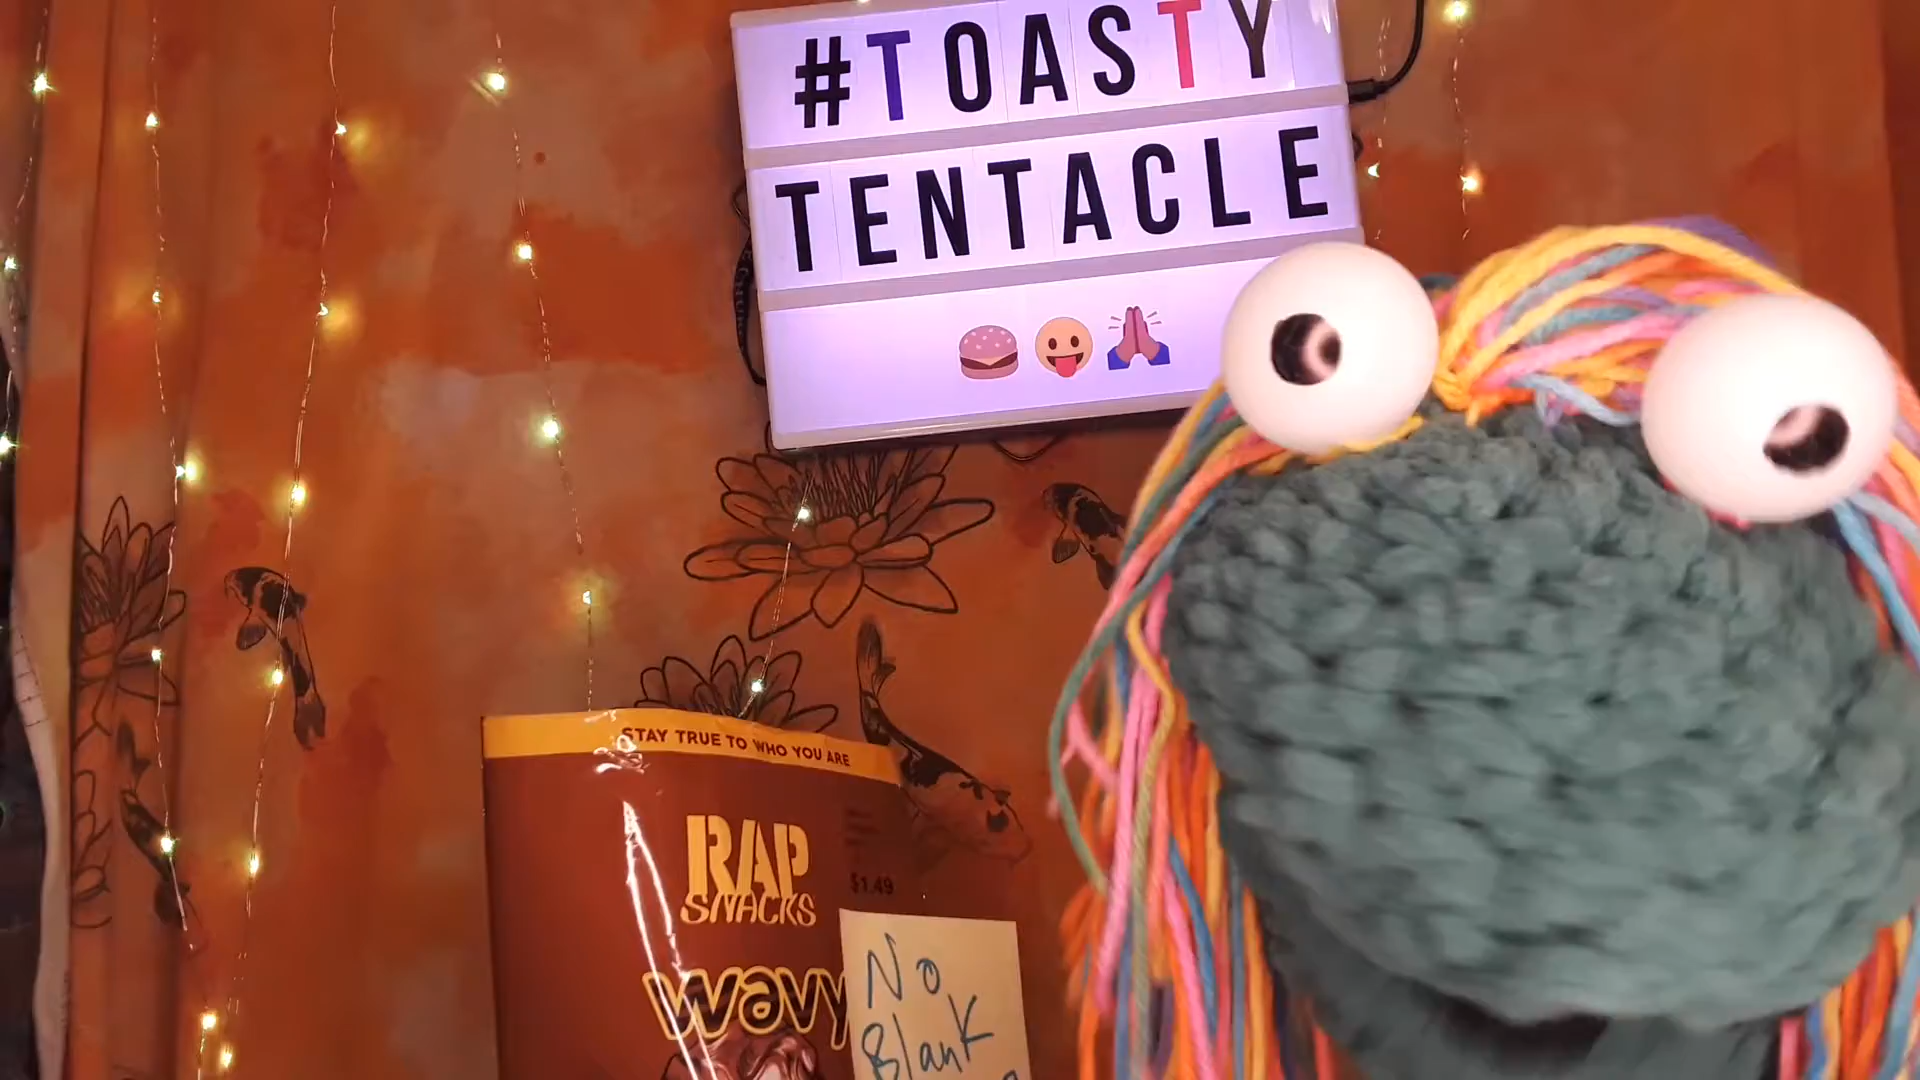 #TOASTY
TENTACLE
STAY TRUE TO WHO YOU ARE
RAP
SNACKS
$1.49
wavy
No
Blank